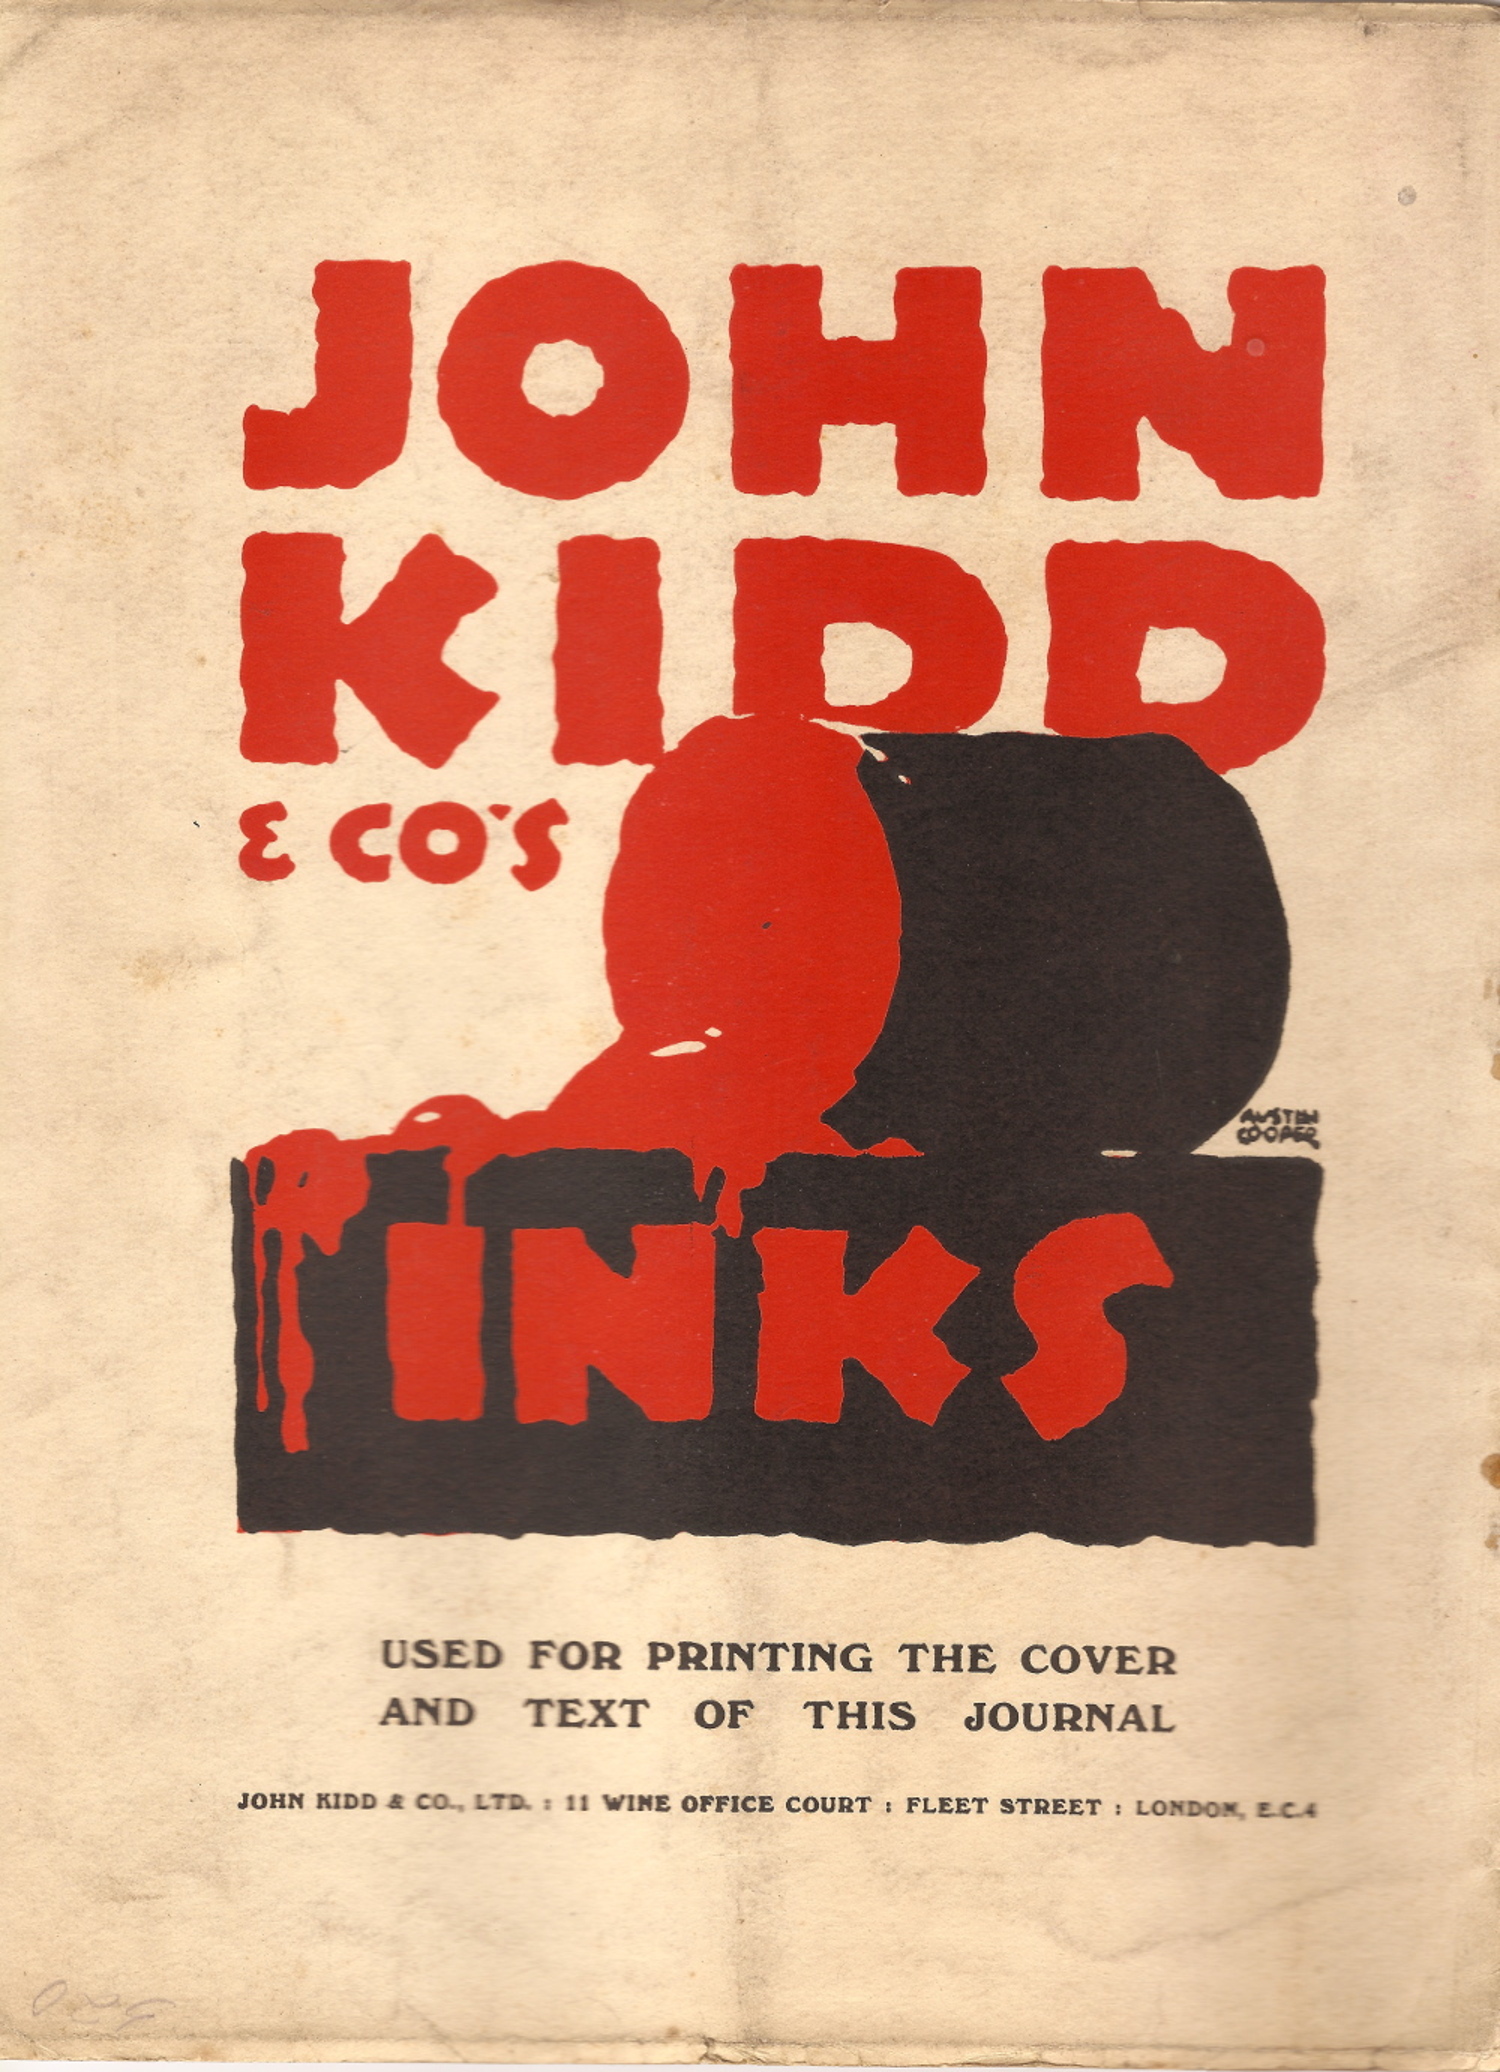 JOHN
KIDD
& CO'S
AUSTIN
COOPER
INKS
USED FOR PRINTING THE COVER
AND TEXT OF THIS JOURNAL
JOHN KIDD & CO., LTD. : 11 WINE OFFICE COURT : FLEET STREET : LONDON, E.C.4